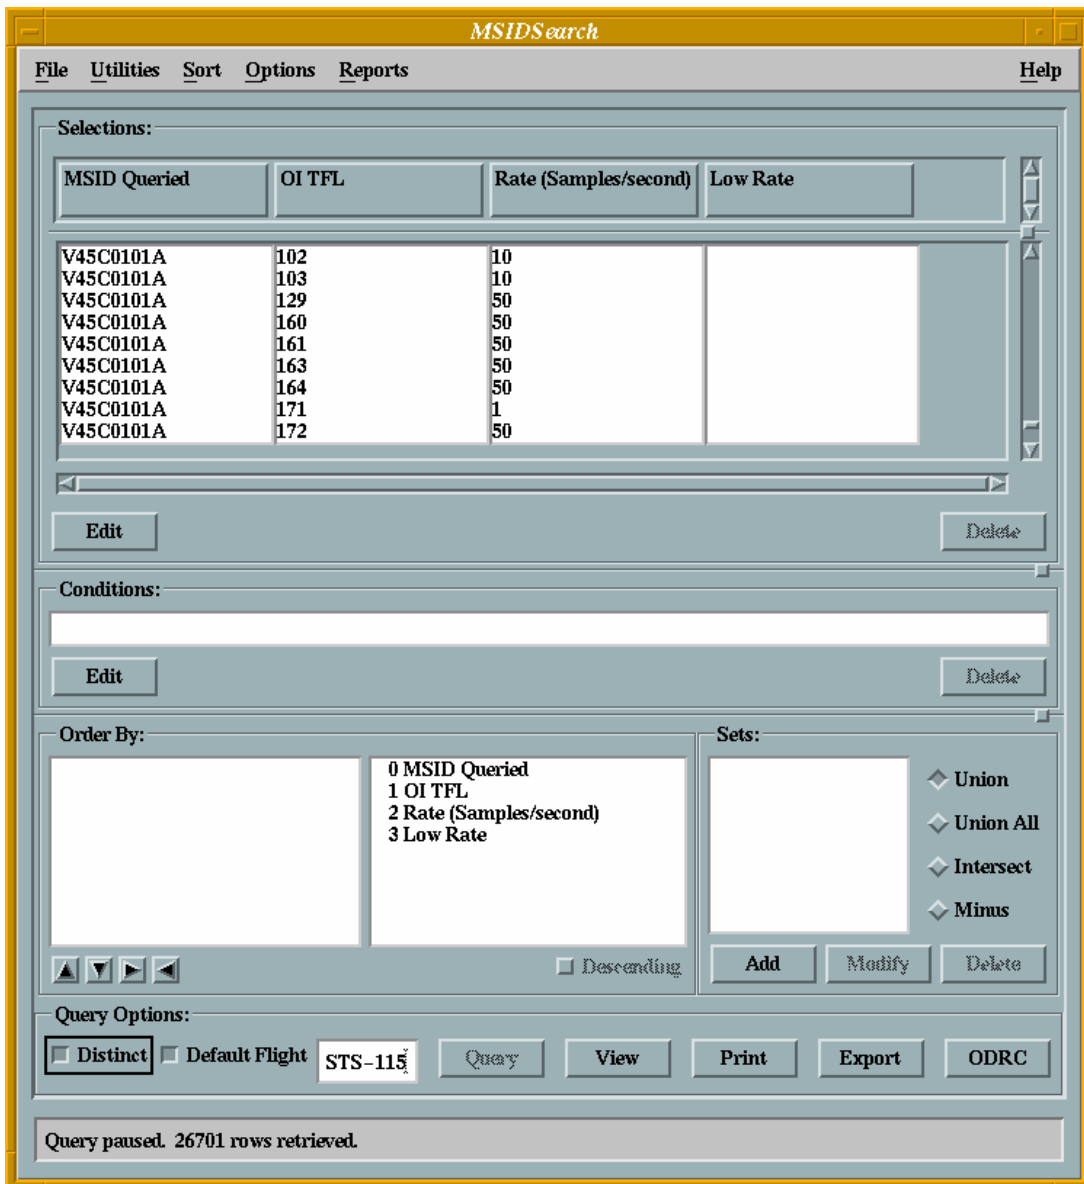 MSIDSearch
File Utilities Sort Options Reports Help
Selections:
MSID Queried OI TFL Rate (Samples/second) Low Rate
V45C0101A 102 10
V45C0101A 103 10
V45C0101A 129 50
V45C0101A 160 50
V45C0101A 161 50
V45C0101A 163 50
V45C0101A 164 50
V45C0101A 171 1
V45C0101A 172 50
Edit Delete
Conditions:
Edit Delete
Order By:
0 MSID Queried
1 OI TFL
2 Rate (Samples/second)
3 Low Rate
Descending
Sets:
Union
Union All
Intersect
Minus
Add Modify Delete
Query Options:
Distinct Default Flight STS-115 Query View Print Export ODRC
Query paused. 26701 rows retrieved.